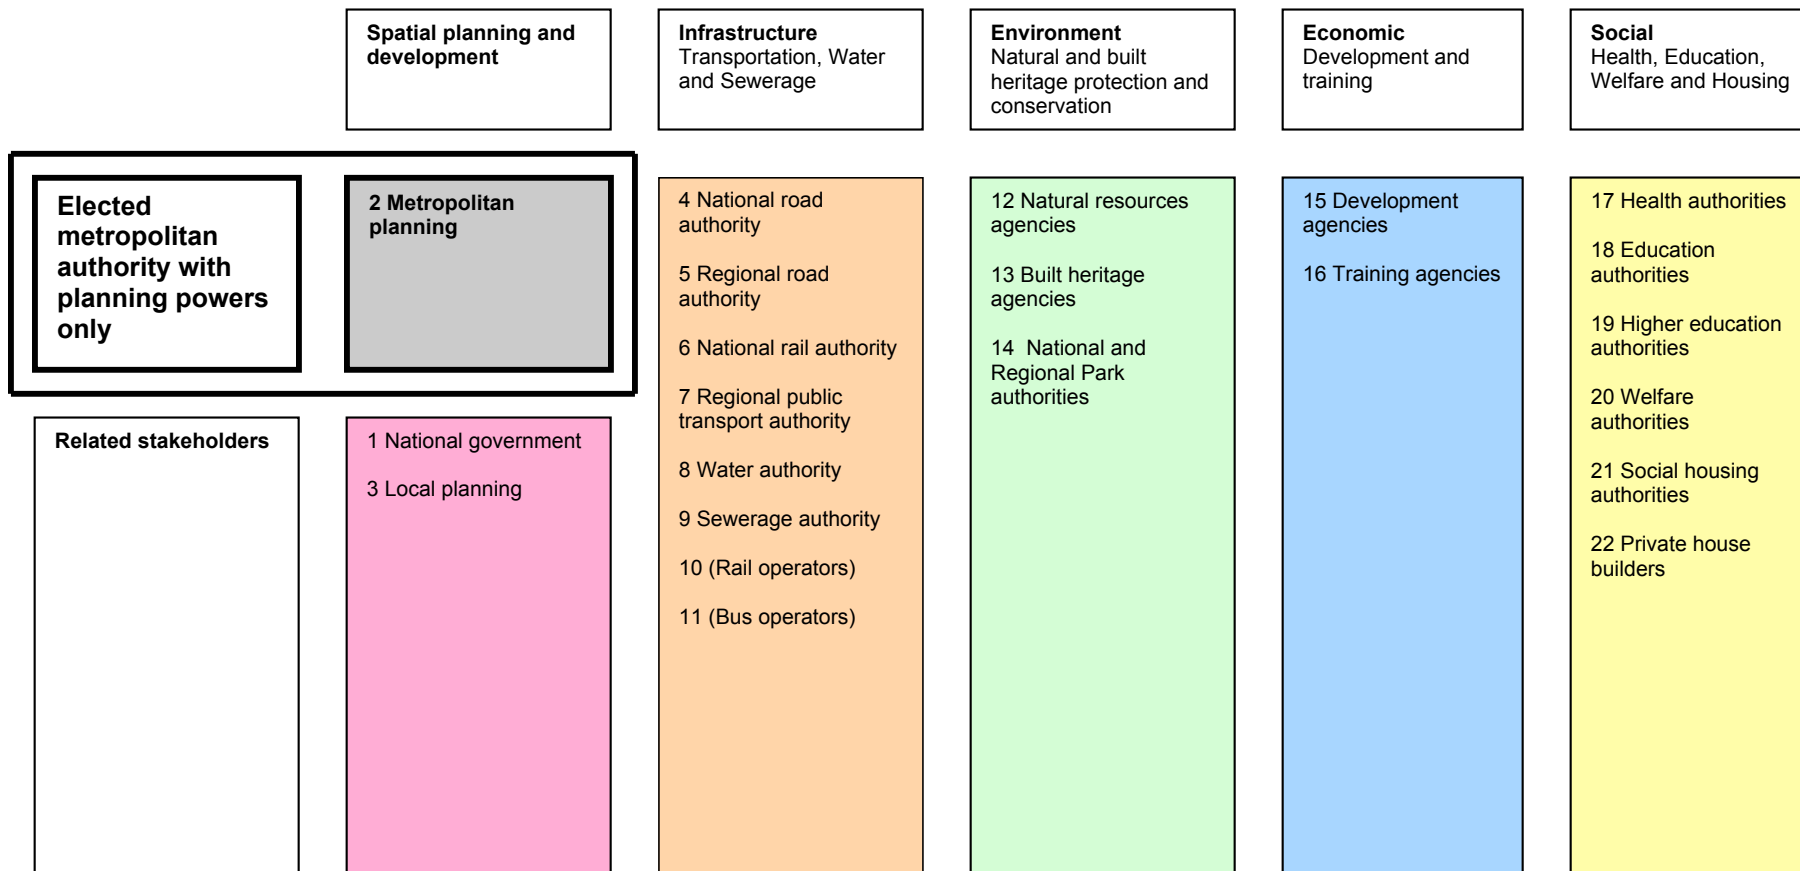 Spatial planning and
development
Infrastructure
Transportation, Water
and Sewerage
Environment
Natural and built
heritage protection and
conservation
Economic
Development and
training
Social
Health, Education,
Welfare and Housing
Elected
metropolitan
authority with
planning powers
only
2 Metropolitan
planning
Related stakeholders
1 National government
3 Local planning
4 National road
authority
5 Regional road
authority
6 National rail authority
7 Regional public
transport authority
8 Water authority
9 Sewerage authority
10 (Rail operators)
11 (Bus operators)
12 Natural resources
agencies
13 Built heritage
agencies
14 National and
Regional Park
authorities
15 Development
agencies
16 Training agencies
17 Health authorities
18 Education
authorities
19 Higher education
authorities
20 Welfare
authorities
21 Social housing
authorities
22 Private house
builders